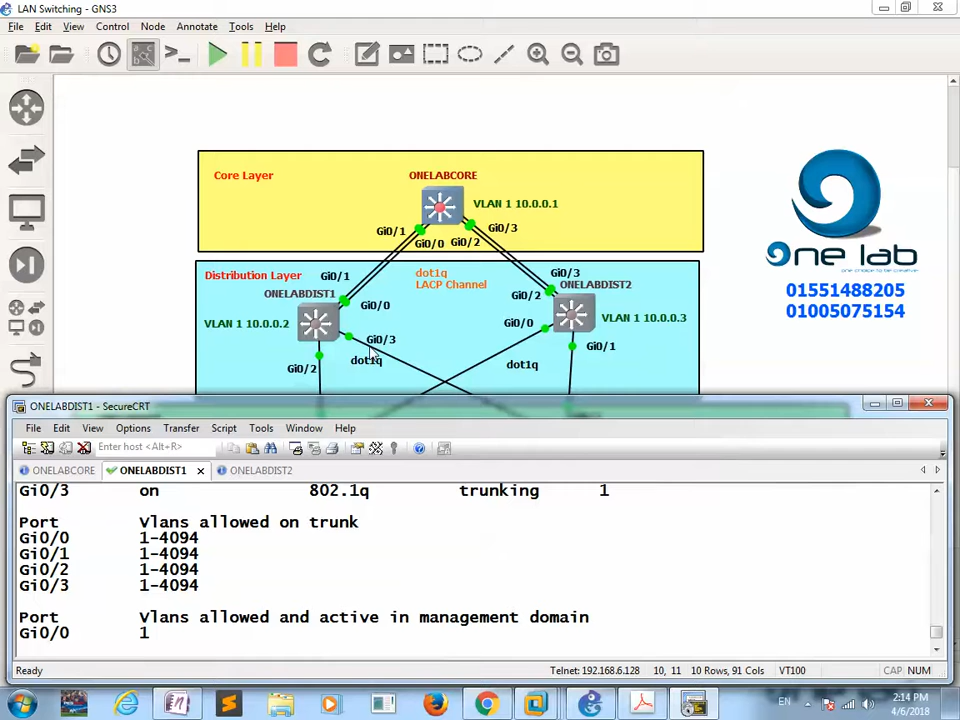 LAN Switching - GNS3
File Edit View Control Node Annotate Tools Help
Core Layer
ONELABCORE
VLAN 1 10.0.0.1
Gi0/1
Gi0/3
Gi0/0 Gi0/2
one lab
one choice to be creative
01551488205
01005075154
Distribution Layer
Gi0/1
dot1q
LACP Channel
Gi0/3
ONELABDIST1
ONELABDIST2
Gi0/0
Gi0/2
VLAN 1 10.0.0.2
Gi0/0
VLAN 1 10.0.0.3
Gi0/3
Gi0/1
dot1q
dot1q
Gi0/2
ONELABDIST1 - SecureCRT
File Edit View Options Transfer Script Tools Window Help
Enter host <Alt+R>
ONELABCORE ONELABDIST1 ONELABDIST2
Gi0/3 on 802.1q trunking 1
Port Vlans allowed on trunk
Gi0/0 1-4094
Gi0/1 1-4094
Gi0/2 1-4094
Gi0/3 1-4094
Port Vlans allowed and active in management domain
Gi0/0 1
Ready Telnet: 192.168.6.128 10, 11 10 Rows, 91 Cols VT100 CAP NUM
EN 2:14 PM
4/6/2018